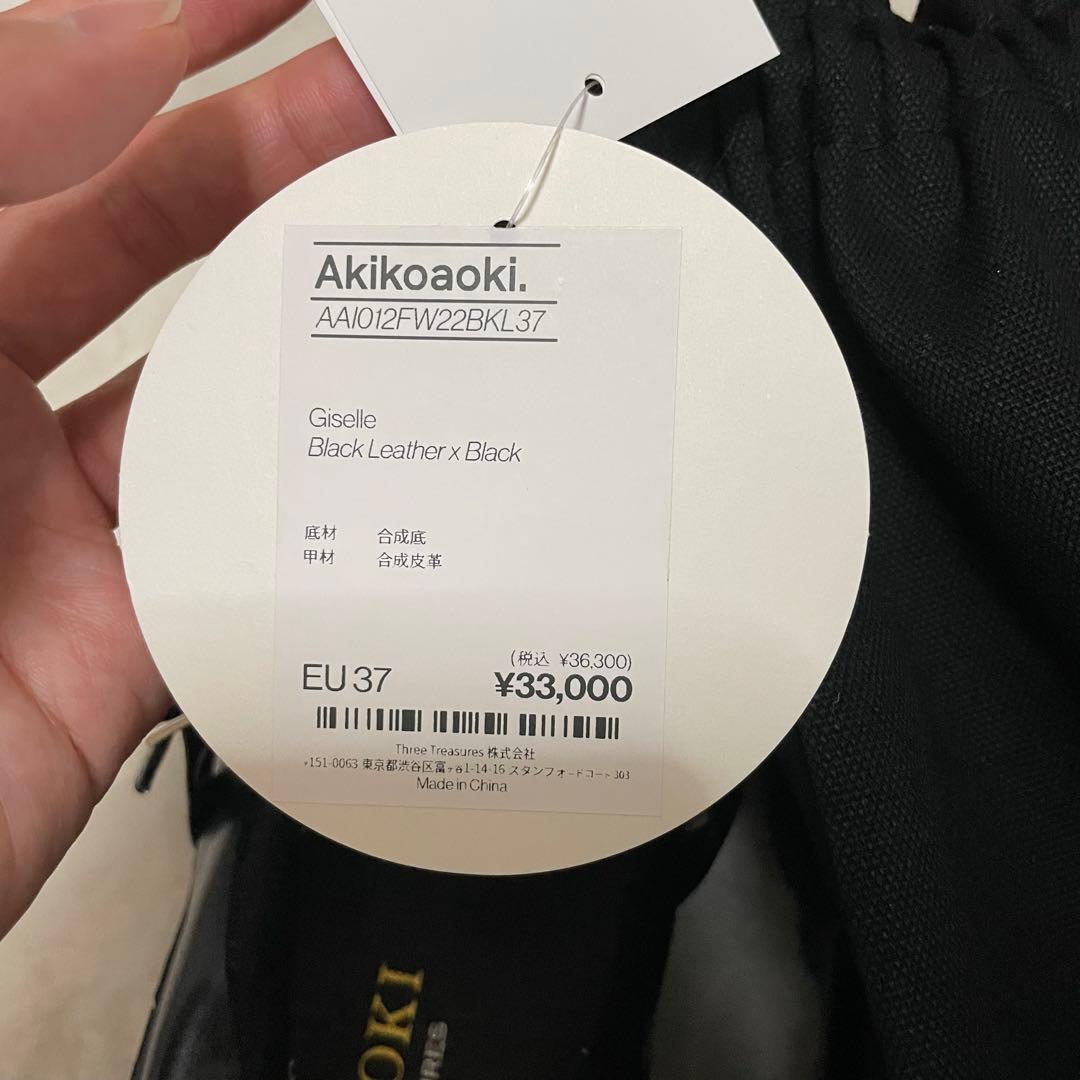 Akikoaoki.
AAI012FW22BKL37
Giselle
Black Leather x Black
底材 合成底
甲材 合成皮革
(税込 ¥36,300)
EU 37 ¥33,000
Three Treasures 株式会社
〒151-0063 東京都渋谷区富ヶ谷1-14-16 スタンフォードコート 303
Made in China
OKI